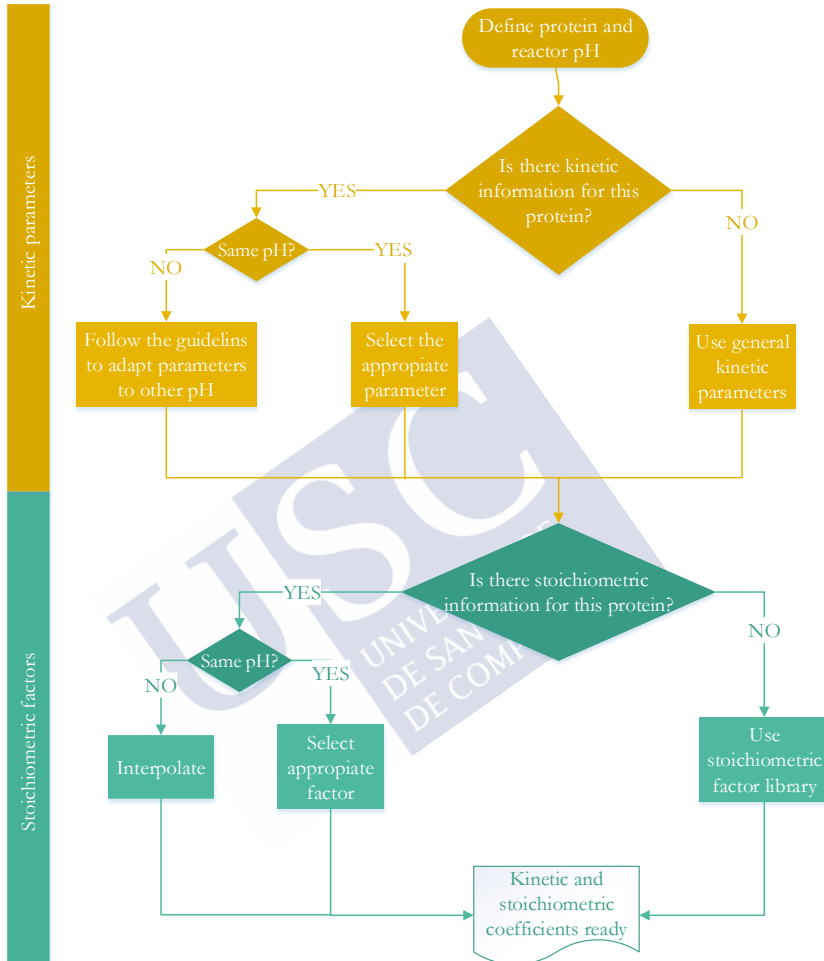 Define protein and
reactor pH
Kinetic parameters
Is there kinetic
information for this
protein?
YES
NO
Same pH?
YES
NO
Follow the guidelins
to adapt parameters
to other pH
Select the
appropiate
parameter
Use general
kinetic
parameters
USC
UNIVER
DE SAN
DE COMP
Stoichiometric factors
Is there stoichiometric
information for this protein?
YES
NO
Same pH?
NO
YES
Interpolate
Select
appropiate
factor
Use
stoichiometric
factor library
Kinetic and
stoichiometric
coefficients ready